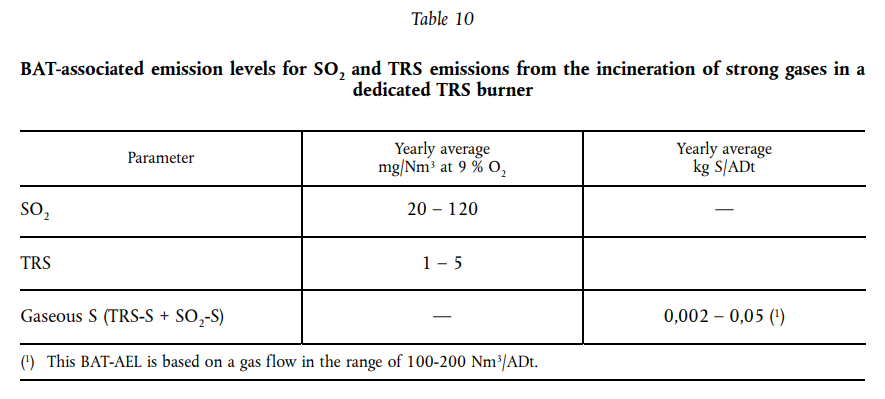 Table 10
BAT-associated emission levels for SO₂ and TRS emissions from the incineration of strong gases in a
dedicated TRS burner
Parameter
Yearly average
mg/Nm³ at 9 % O₂
Yearly average
kg S/ADt
SO₂
20 – 120
—
TRS
1 – 5
Gaseous S (TRS-S + SO₂-S)
—
0,002 – 0,05 (¹)
(¹) This BAT-AEL is based on a gas flow in the range of 100-200 Nm³/ADt.